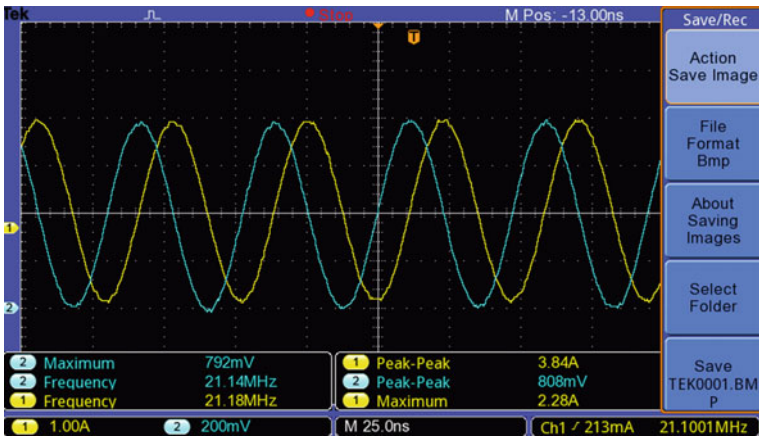 Tek Stop M Pos: -13.00ns
T
1
2
2 Maximum 792mV
2 Frequency 21.14MHz
1 Frequency 21.18MHz
1 Peak-Peak 3.84A
2 Peak-Peak 808mV
1 Maximum 2.28A
1 1.00A 2 200mV M 25.0ns Ch1 / 213mA 21.1001MHz
Save/Rec
Action
Save Image
File
Format
Bmp
About
Saving
Images
Select
Folder
Save
TEK0001.BM
P